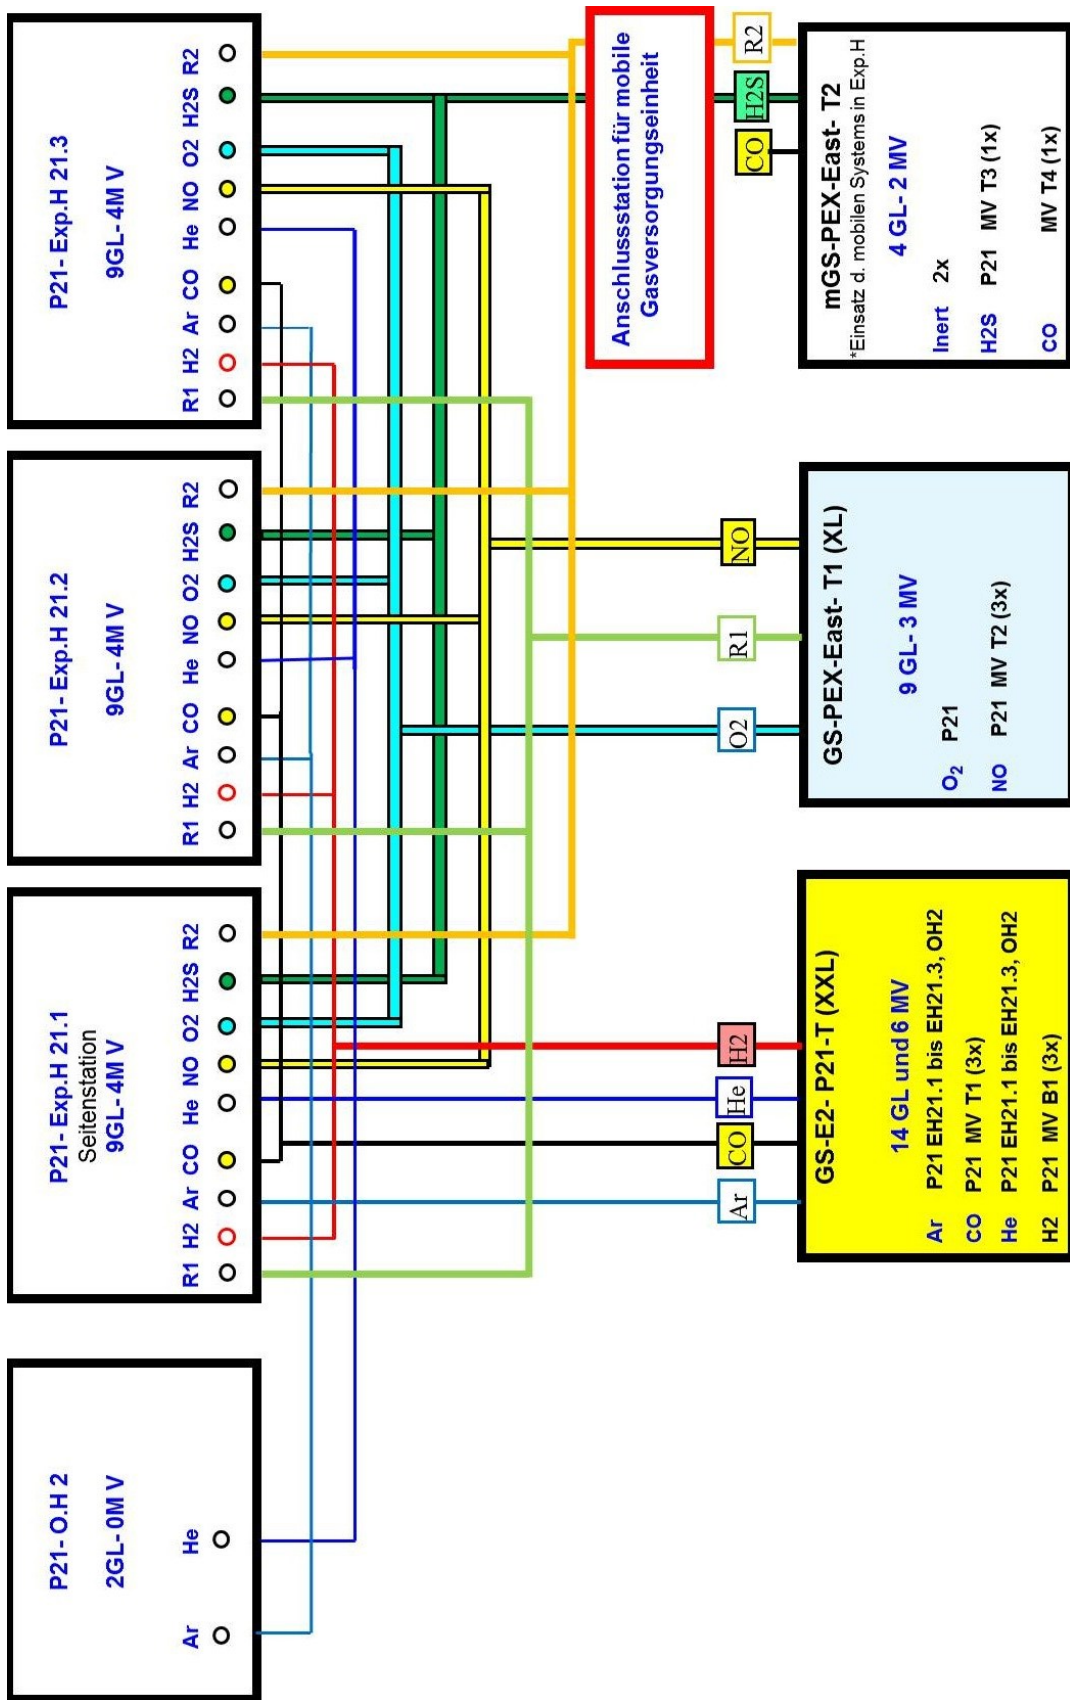 P21- O.H 2
2GL- 0M V
Ar He
P21- Exp.H 21.1
Seitenstation
9GL- 4M V
R1 H2 Ar CO He NO O2 H2S R2
P21- Exp.H 21.2
9GL- 4M V
R1 H2 Ar CO He NO O2 H2S R2
P21- Exp.H 21.3
9GL- 4M V
R1 H2 Ar CO He NO O2 H2S R2
Anschlussstation für mobile
Gasversorgungseinheit
Ar CO He H2 O2 R1 NO CO H2S R2
GS-E2- P21-T (XXL)
14 GL und 6 MV
Ar P21 EH21.1 bis EH21.3, OH2
CO P21 MV T1 (3x)
He P21 EH21.1 bis EH21.3, OH2
H2 P21 MV B1 (3x)
GS-PEX-East- T1 (XL)
9 GL- 3 MV
O₂ P21
NO P21 MV T2 (3x)
mGS-PEX-East- T2
*Einsatz d. mobilen Systems in Exp.H
4 GL- 2 MV
Inert 2x
H2S P21 MV T3 (1x)
CO MV T4 (1x)